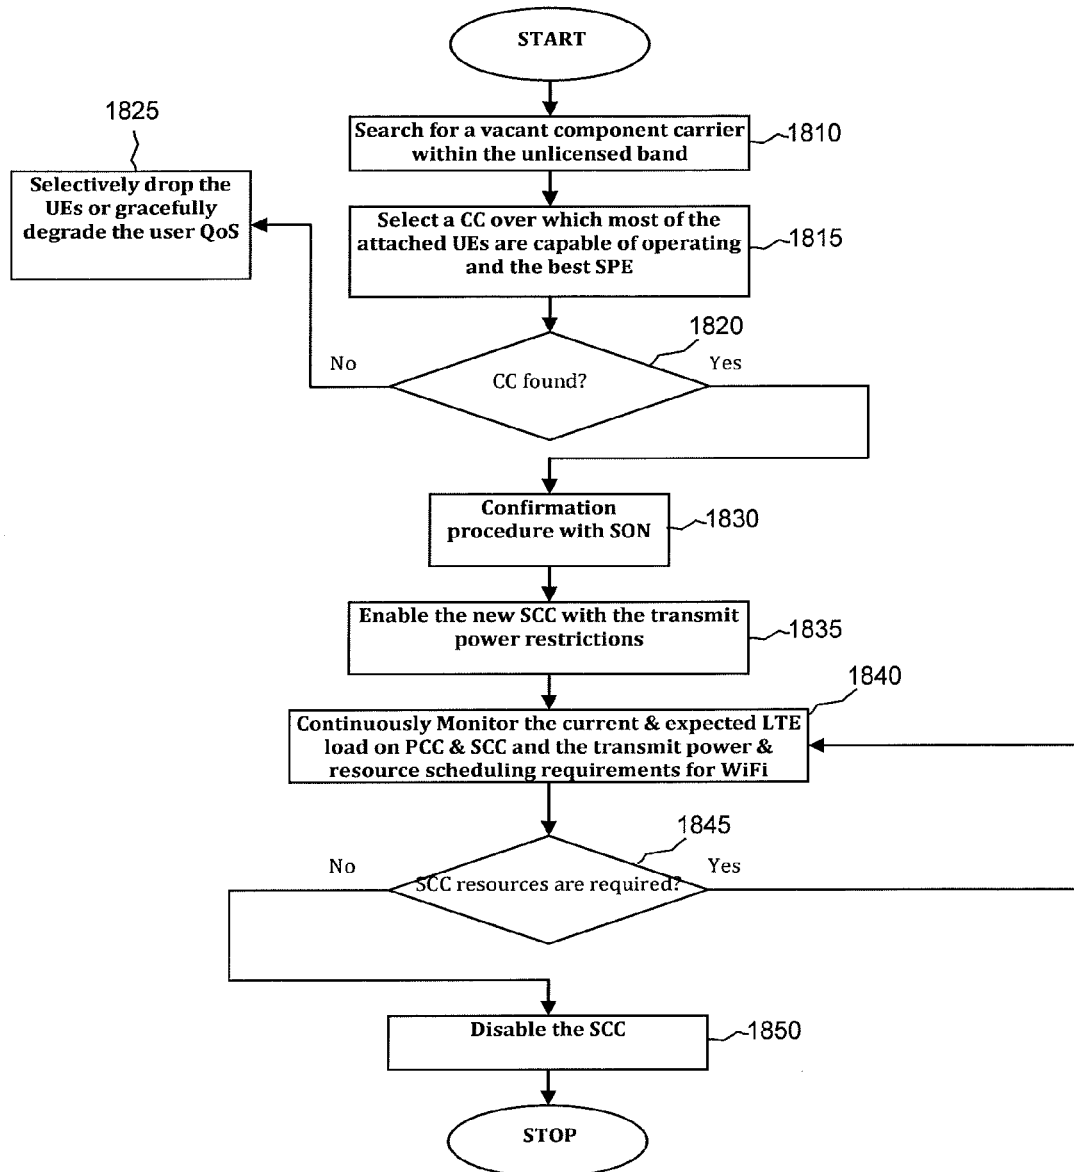 START
1825
Search for a vacant component carrier
within the unlicensed band
1810
Selectively drop the
UEs or gracefully
degrade the user QoS
Select a CC over which most of the
attached UEs are capable of operating
and the best SPE
1815
1820
No
Yes
CC found?
Confirmation
procedure with SON
1830
Enable the new SCC with the transmit
power restrictions
1835
1840
Continuously Monitor the current & expected LTE
load on PCC & SCC and the transmit power &
resource scheduling requirements for WiFi
1845
No
Yes
SCC resources are required?
Disable the SCC
1850
STOP